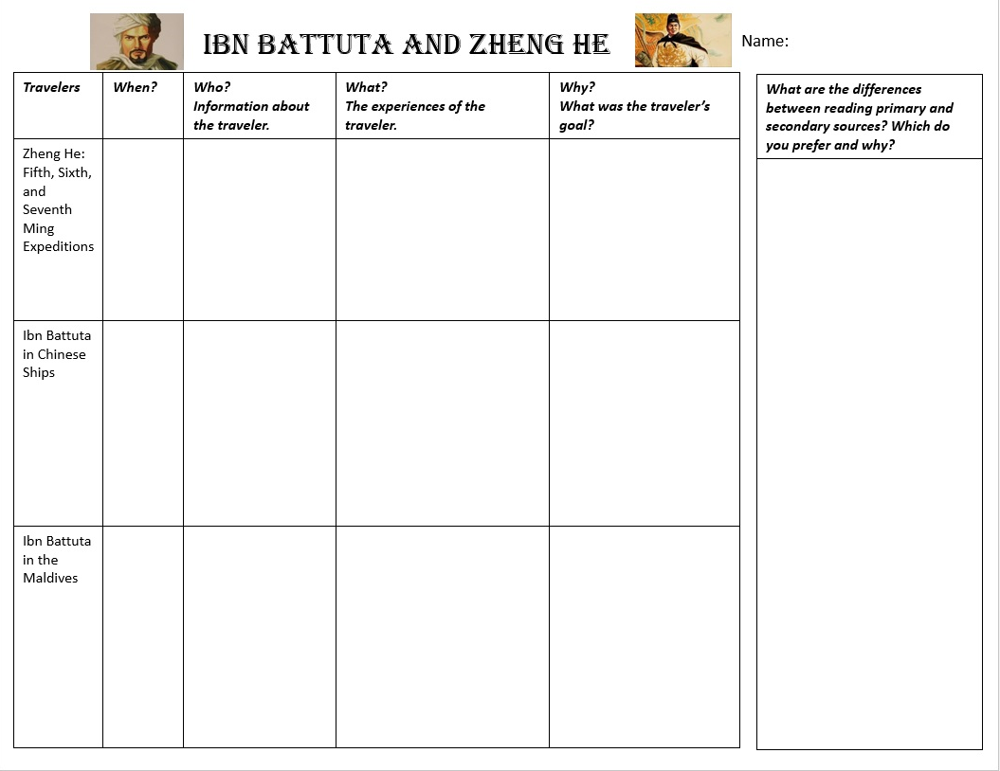 IBN BATTUTA AND ZHENG HE
Name:
Travelers
When?
Who?
Information about
the traveler.
What?
The experiences of the
traveler.
Why?
What was the traveler’s
goal?
Zheng He:
Fifth, Sixth,
and
Seventh
Ming
Expeditions
Ibn Battuta
in Chinese
Ships
Ibn Battuta
in the
Maldives
What are the differences
between reading primary and
secondary sources? Which do
you prefer and why?